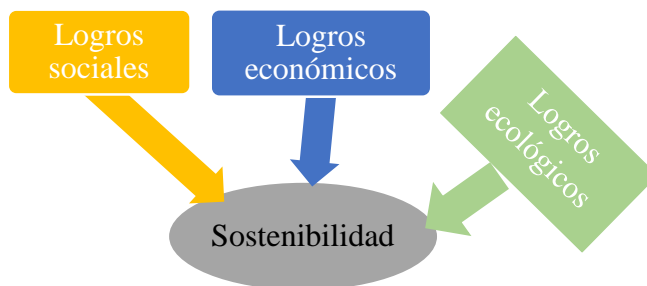 Logros
sociales
Logros
económicos
Logros
ecológicos
Sostenibilidad